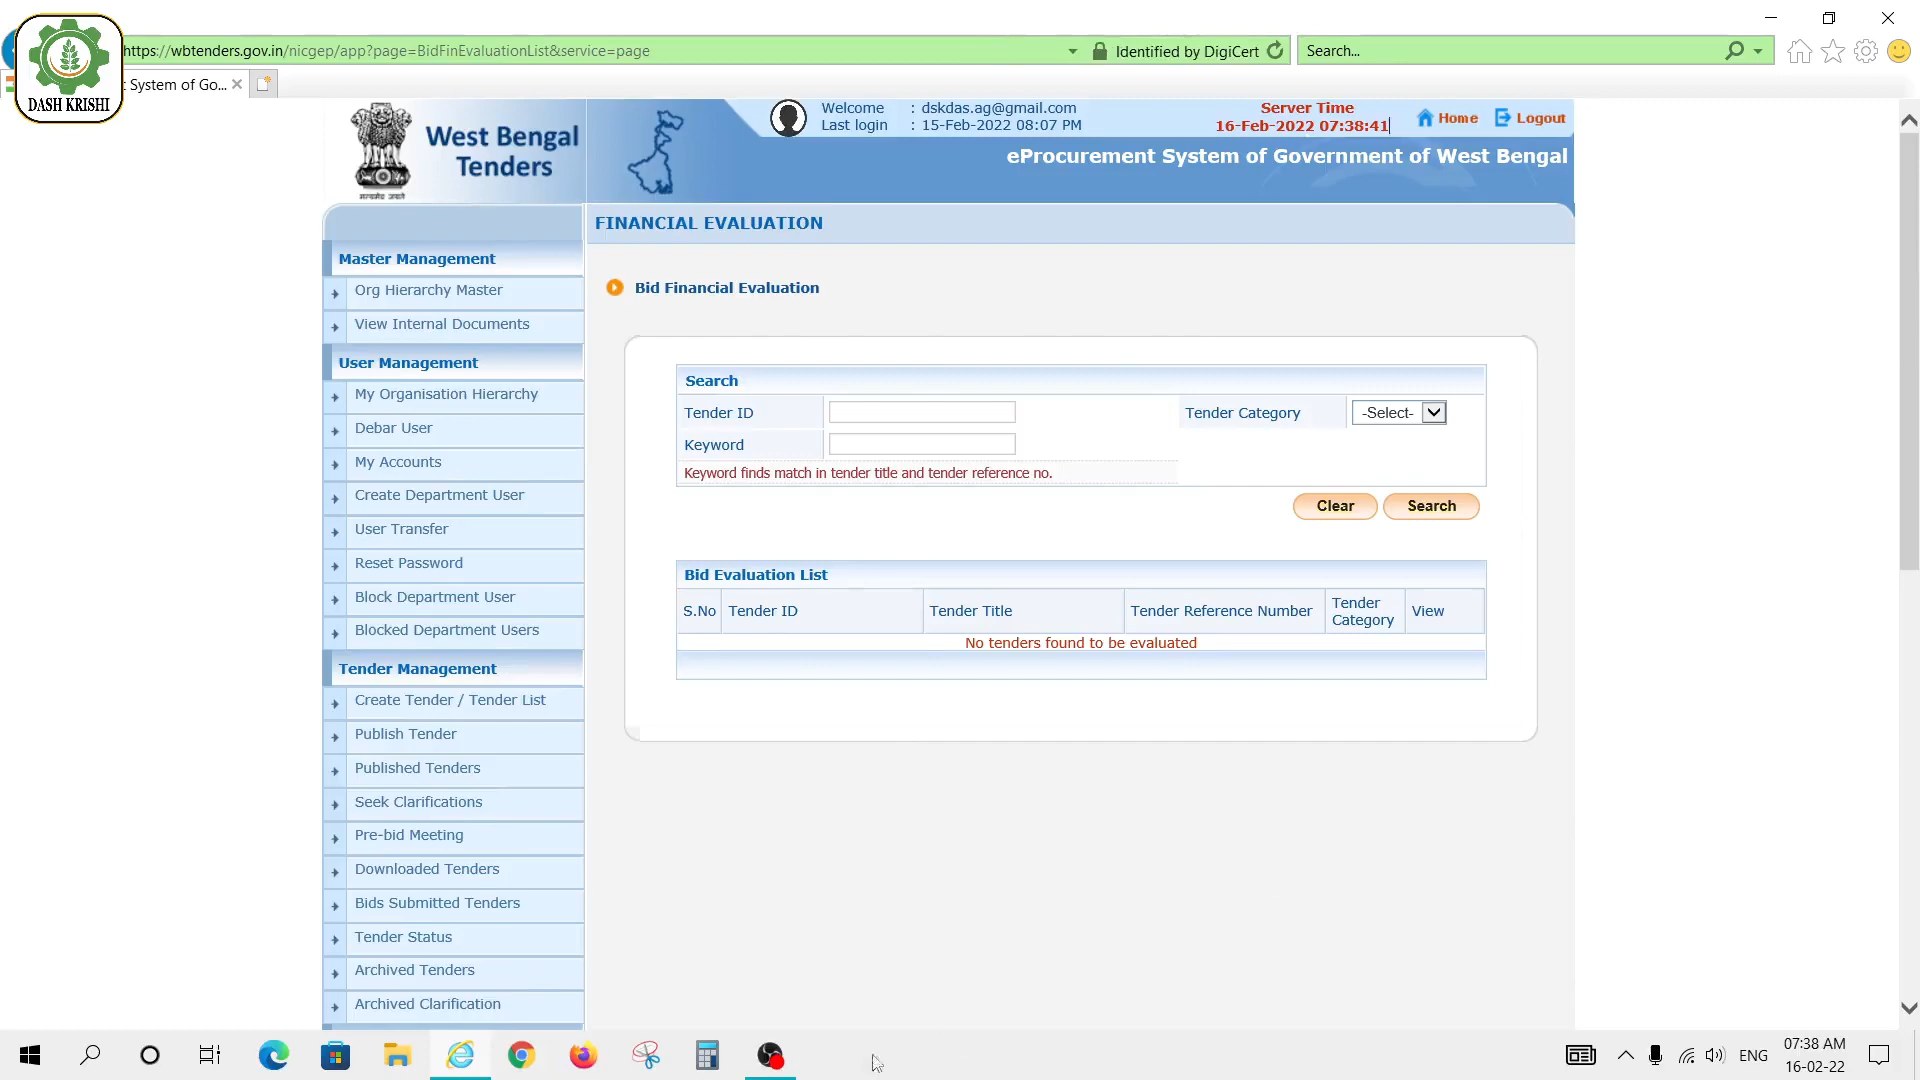 DASH KRISHI
https://wbtenders.gov.in/nicgep/app?page=BidFinEvaluationList&service=page
Identified by DigiCert
Search...
System of Go...
सत्यमेव जयते
West Bengal
Tenders
Welcome : dskdas.ag@gmail.com
Last login : 15-Feb-2022 08:07 PM
Server Time
16-Feb-2022 07:38:41
Home
Logout
eProcurement System of Government of West Bengal
FINANCIAL EVALUATION
Master Management
Org Hierarchy Master
View Internal Documents
User Management
My Organisation Hierarchy
Debar User
My Accounts
Create Department User
User Transfer
Reset Password
Block Department User
Blocked Department Users
Tender Management
Create Tender / Tender List
Publish Tender
Published Tenders
Seek Clarifications
Pre-bid Meeting
Downloaded Tenders
Bids Submitted Tenders
Tender Status
Archived Tenders
Archived Clarification
Bid Financial Evaluation
Search
Tender ID
Tender Category
-Select-
Keyword
Keyword finds match in tender title and tender reference no.
Clear
Search
Bid Evaluation List
S.No Tender ID Tender Title Tender Reference Number Tender Category View
No tenders found to be evaluated
ENG
07:38 AM
16-02-22